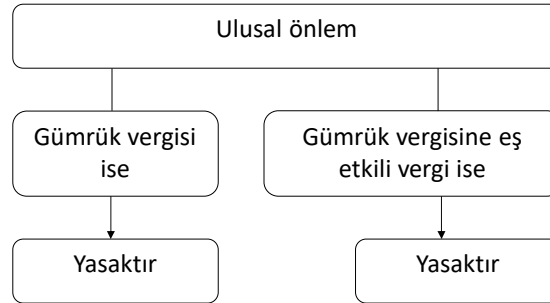 Ulusal önlem
Gümrük vergisi
ise
Gümrük vergisine eş
etkili vergi ise
Yasaktır
Yasaktır